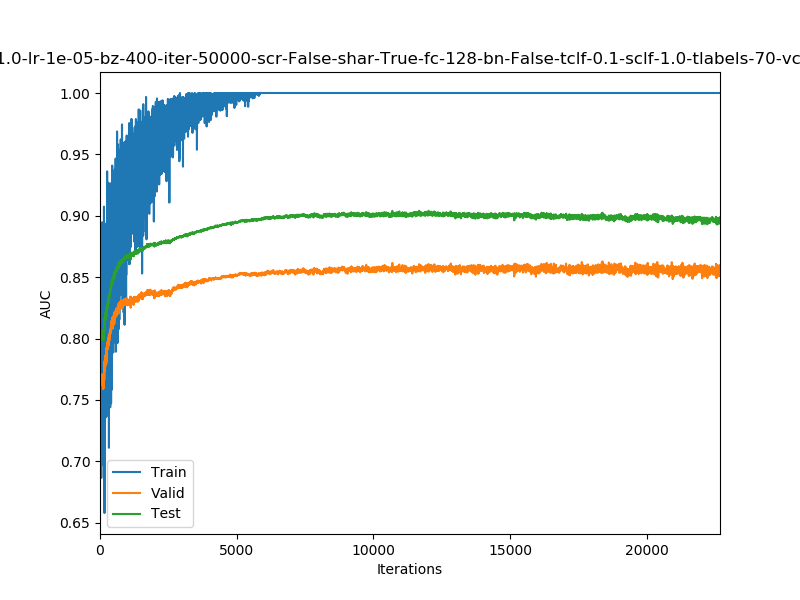 1.0-lr-1e-05-bz-400-iter-50000-scr-False-shar-True-fc-128-bn-False-tclf-0.1-sclf-1.0-tlabels-70-vc
1.00
0.95
0.90
0.85
0.80
0.75
0.70
0.65
AUC
Train
Valid
Test
0 5000 10000 15000 20000
Iterations